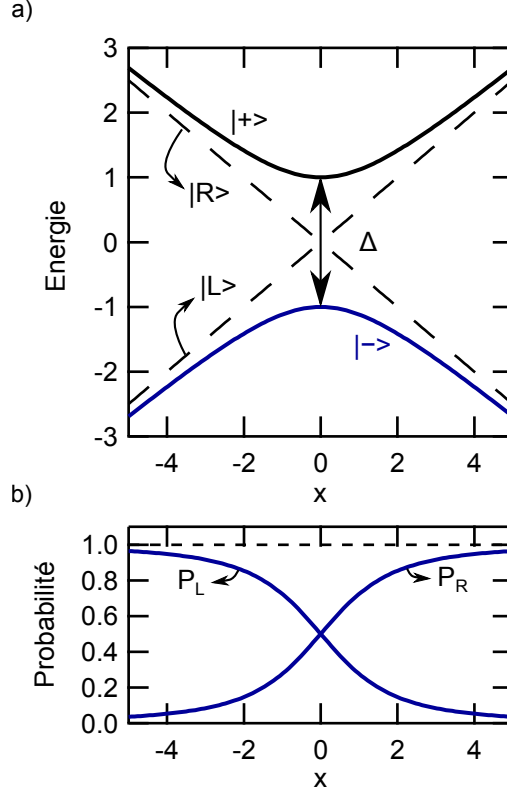 a)
3
2
1
0
-1
-2
-3
Energie
|+>
|R>
Δ
|L>
|−>
-4 -2 0 2 4
x
b)
1.0
0.8
0.6
0.4
0.2
0.0
Probabilité
P_L
P_R
-4 -2 0 2 4
x